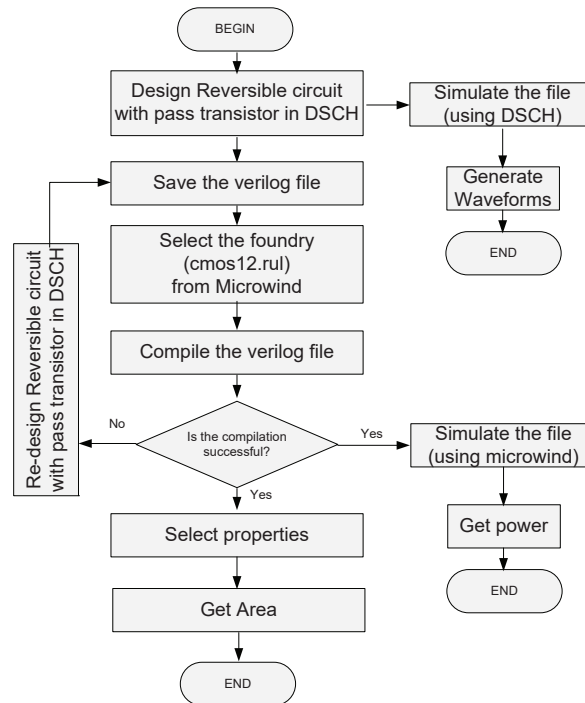 BEGIN
Design Reversible circuit
with pass transistor in DSCH
Simulate the file
(using DSCH)
Save the verilog file
Generate
Waveforms
END
Select the foundry
(cmos12.rul)
from Microwind
Re-design Reversible circuit
with pass transistor in DSCH
Compile the verilog file
No
Is the compilation
successful?
Yes
Simulate the file
(using microwind)
Yes
Select properties
Get power
END
Get Area
END